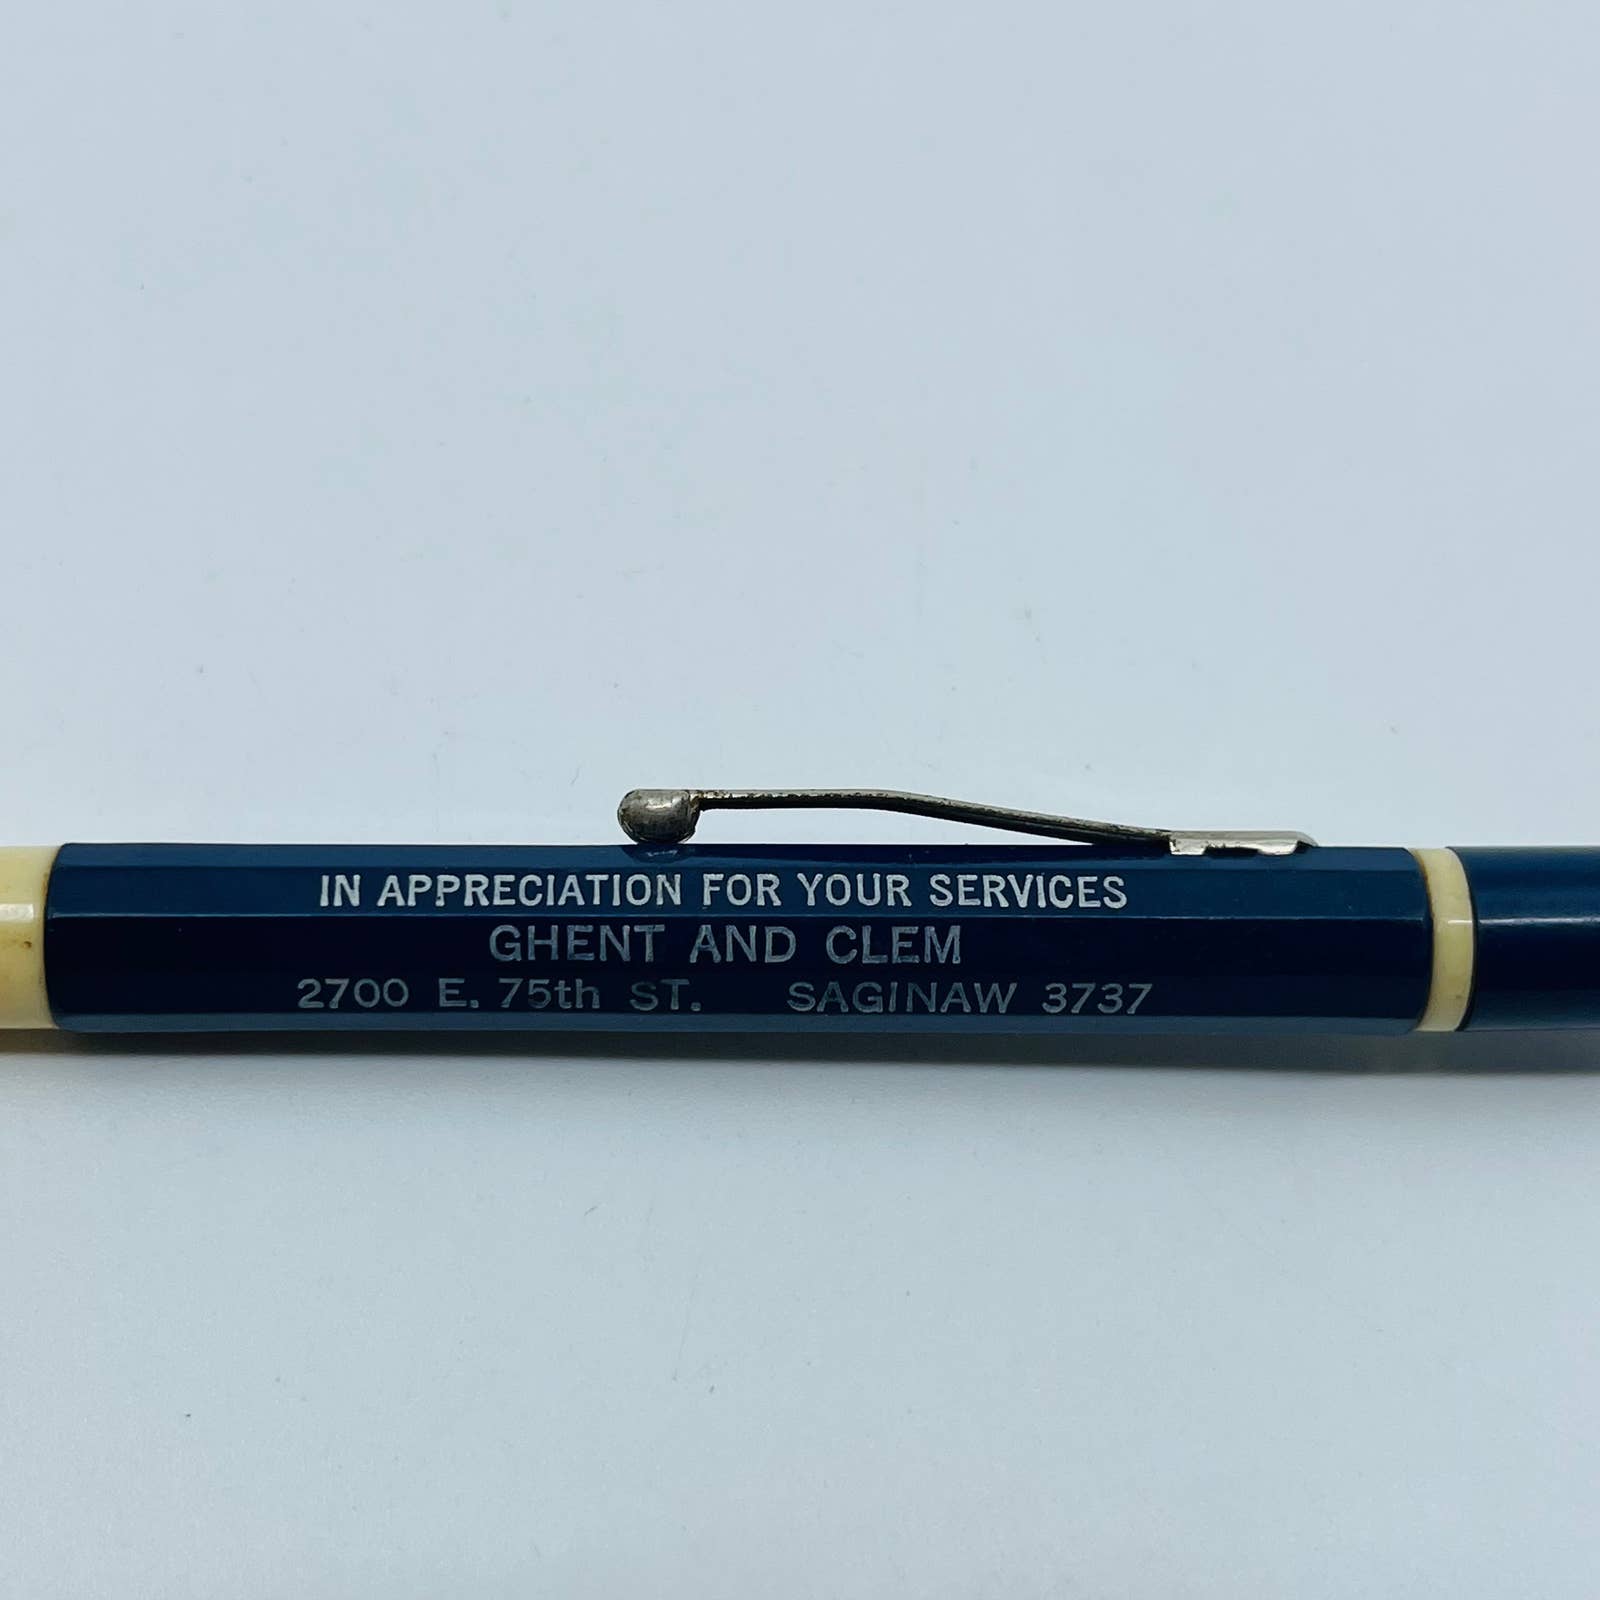 IN APPRECIATION FOR YOUR SERVICES
GHENT AND CLEM
2700 E. 75th ST. SAGINAW 3737